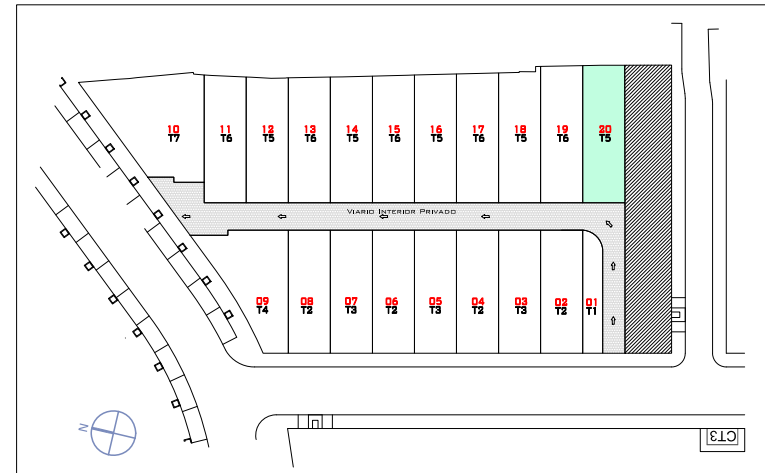 10
T7
11
T6
12
T5
13
T6
14
T5
15
T6
16
T5
17
T6
18
T5
19
T6
20
T5
Viario Interior Privado
09
T4
08
T2
07
T3
06
T2
05
T3
04
T2
03
T3
02
T2
01
T1
N
CT3